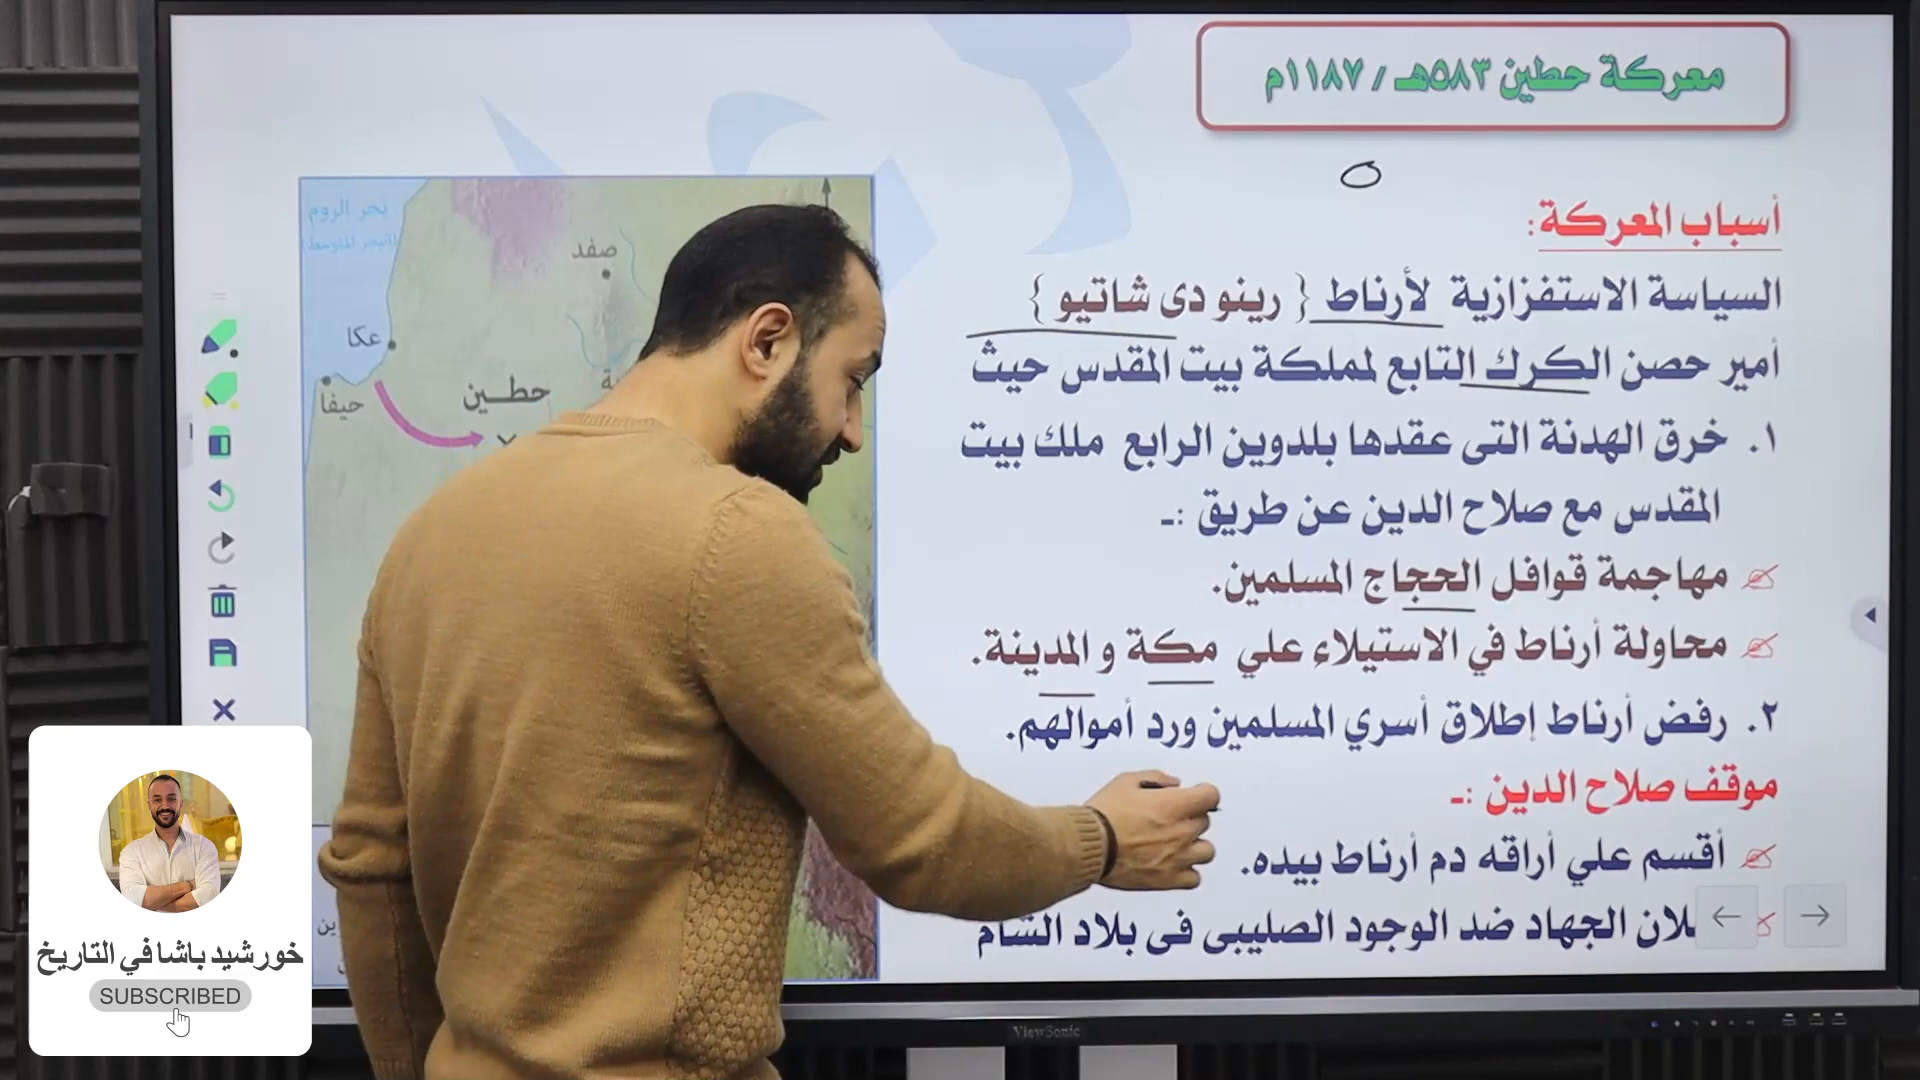 معركة حطين ٥٨٣هـ / ١١٨٧م
أسباب المعركة:
السياسة الاستفزازية لأرناط { رينو دى شاتيو }
أمير حصن الكرك التابع لمملكة بيت المقدس حيث
١. خرق الهدنة التى عقدها بلدوين الرابع ملك بيت
المقدس مع صلاح الدين عن طريق :ـ
مهاجمة قوافل الحجاج المسلمين.
محاولة أرناط في الاستيلاء علي مكة و المدينة.
٢. رفض أرناط إطلاق أسري المسلمين ورد أموالهم.
موقف صلاح الدين :ـ
أقسم علي أراقه دم أرناط بيده.
الجهاد ضد الوجود الصليبى فى بلاد الشام
بحر الروم
(البحر المتوسط)
صفد
عكا
حيفا
حطين
ViewSonic
خورشيد باشا في التاريخ
SUBSCRIBED